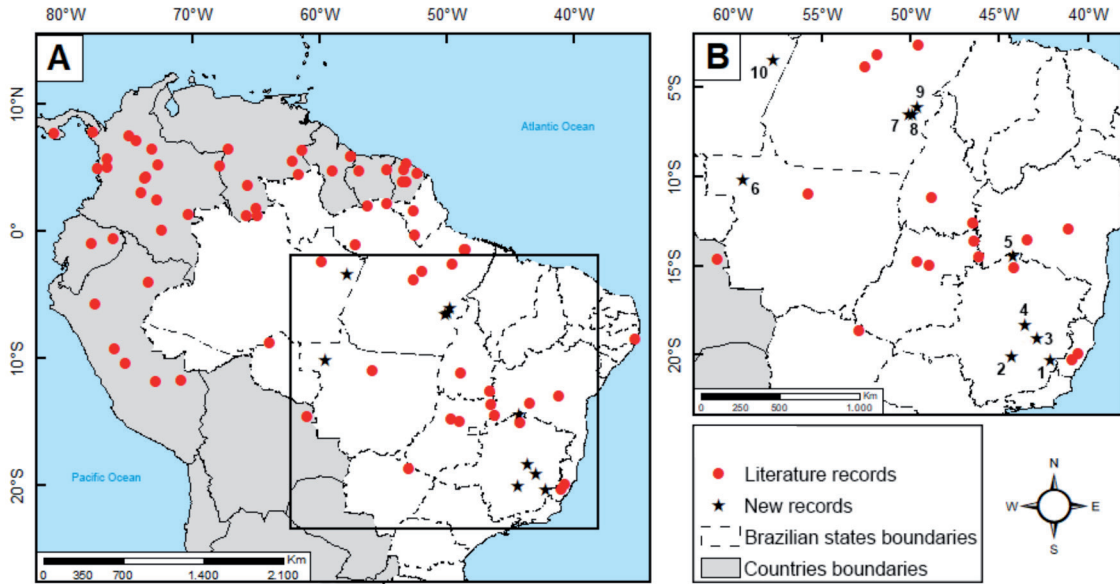 80°W 70°W 60°W 50°W 40°W
60°W 55°W 50°W 45°W 40°W
A
10°N
0°
10°S
20°S
Atlantic Ocean
Pacific Ocean
Km
0 350 700 1.400 2.100
B
5°S
10°S
15°S
20°S
10
9
7 8
6
5
4
3
2 1
Km
0 250 500 1.000
Literature records
New records
Brazilian states boundaries
Countries boundaries
N
W E
S